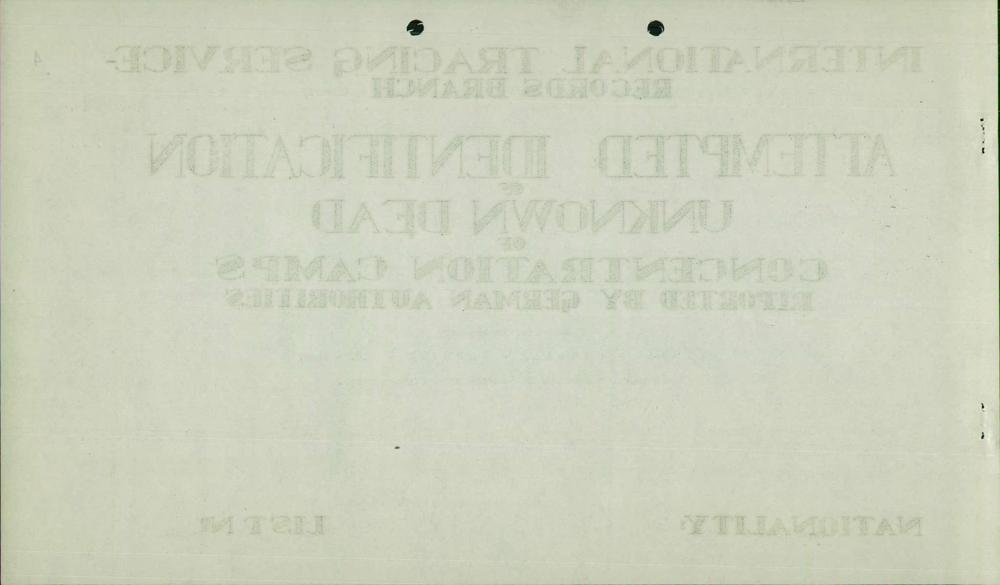 INTERNATIONAL TRACING SERVICE-
RECORDS BRANCH
ATTEMPTED IDENTIFICATION
OF
UNKNOWN DEAD
OF
CONCENTRATION CAMPS
REPORTED BY GERMAN AUTHORITIES
NATIONALITY: LIST Nº